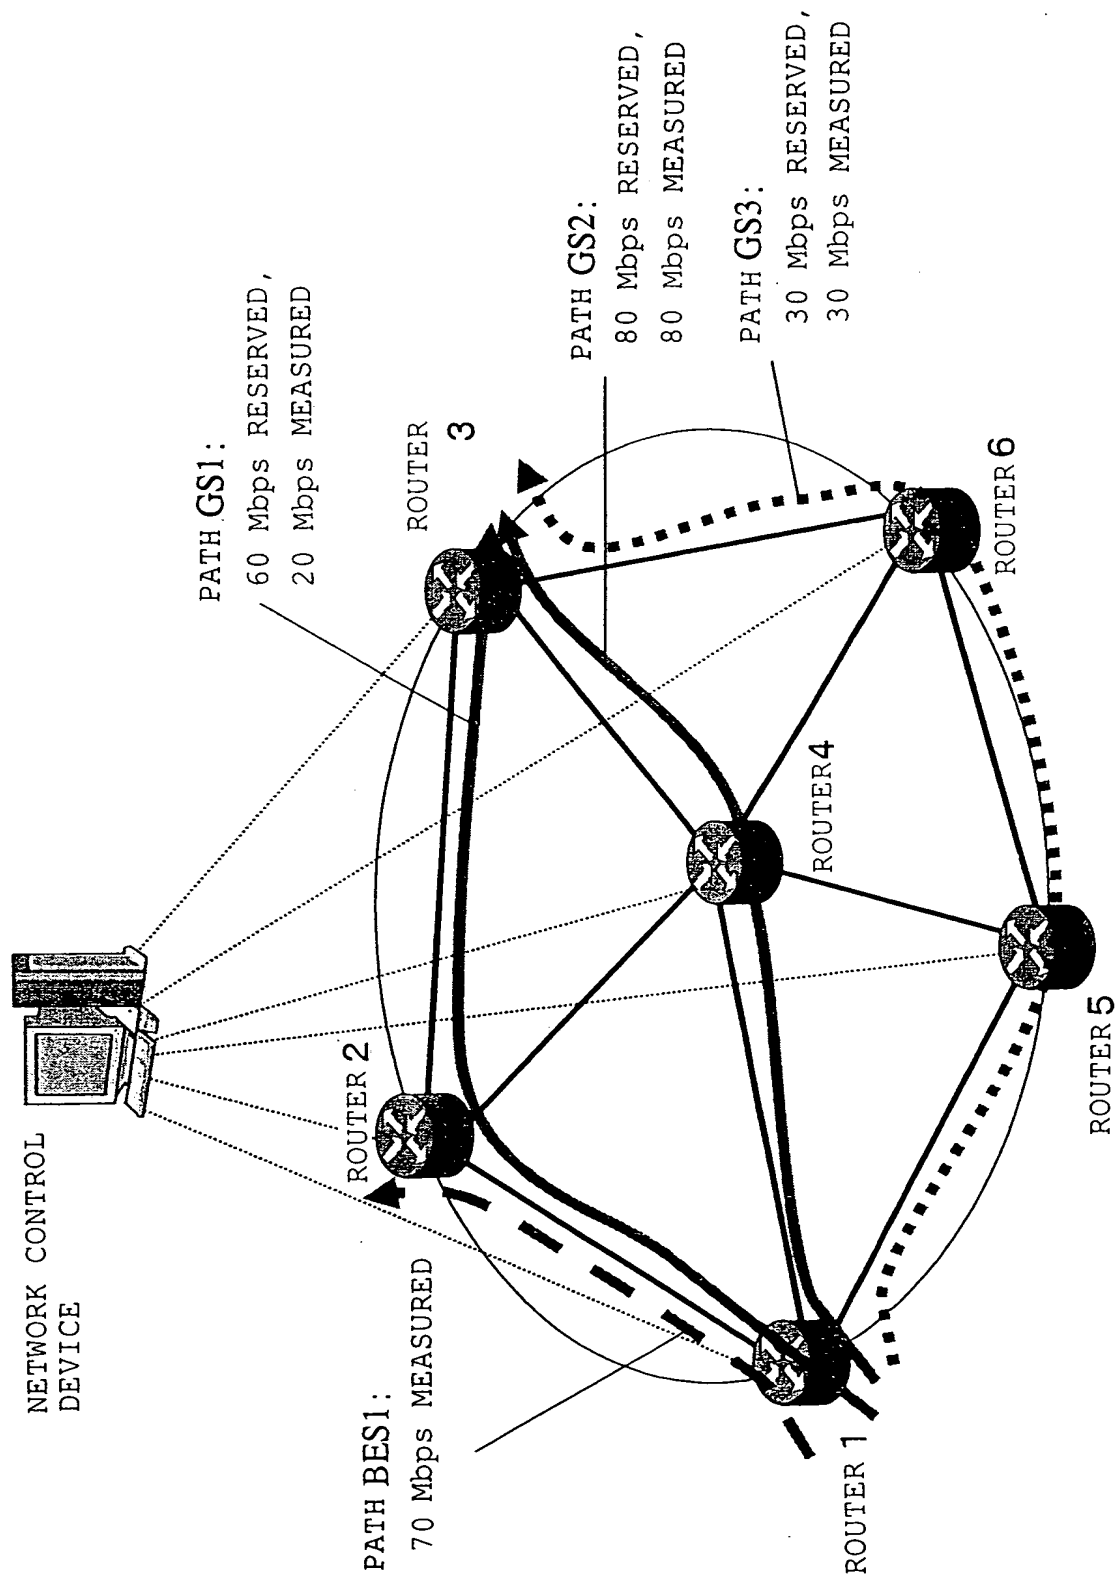 NETWORK CONTROL
DEVICE
PATH GS1:
60 Mbps RESERVED,
20 Mbps MEASURED
PATH BES1:
70 Mbps MEASURED
ROUTER 2
ROUTER
3
PATH GS2:
80 Mbps RESERVED,
80 Mbps MEASURED
PATH GS3:
30 Mbps RESERVED,
30 Mbps MEASURED
ROUTER 4
ROUTER 1
ROUTER 6
ROUTER 5